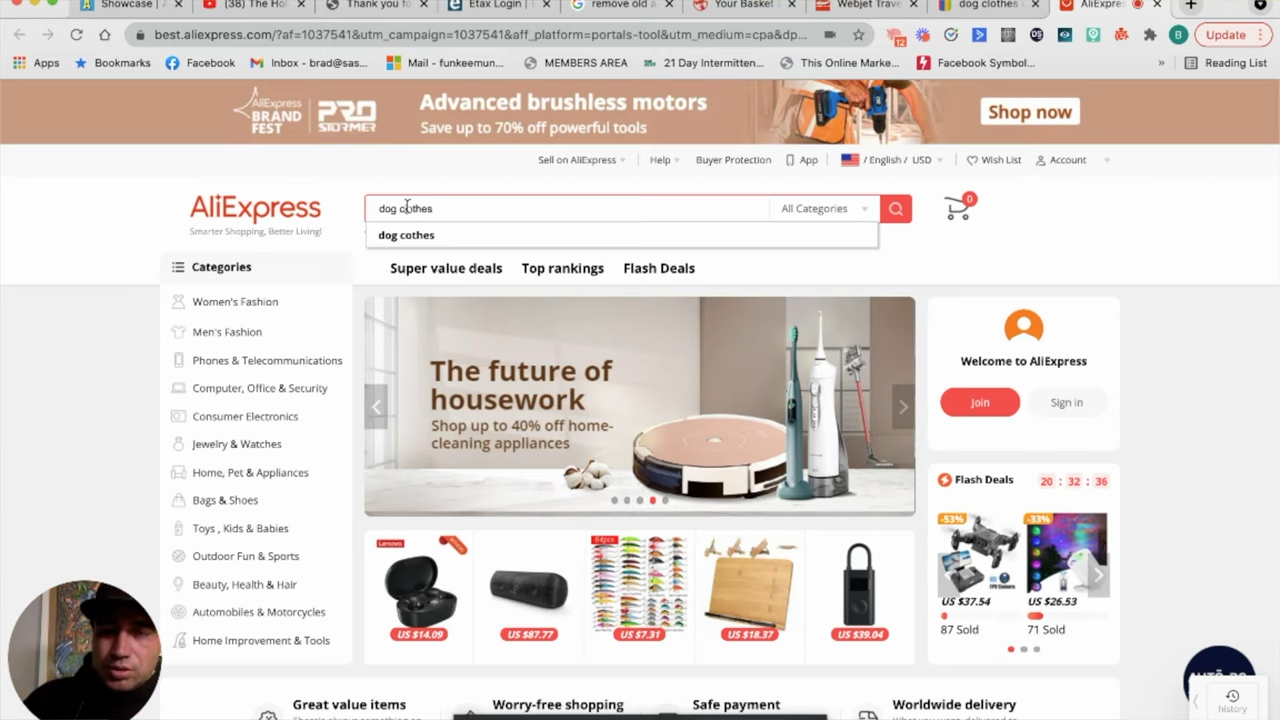 Showcase | A
(38) The Hol
Thank you fo
Etax Login |
remove old a
Your Basket
Webjet Trave
dog clothes
AliExpres
best.aliexpress.com/?af=1037541&utm_campaign=1037541&aff_platform=portals-tool&utm_medium=cpa&dp...
12
B
Update
Apps
Bookmarks
Facebook
Inbox - brad@sas...
Mail - funkeemun...
MEMBERS AREA
21 Day Intermitten...
This Online Marke...
Facebook Symbol...
»
Reading List
AliExpress
BRAND
FEST
PRO
STORMER
Advanced brushless motors
Save up to 70% off powerful tools
Shop now
Sell on AliExpress
Help
Buyer Protection
App
/ English / USD
Wish List
Account
AliExpress
Smarter Shopping, Better Living!
dog cothes
All Categories
0
dog cothes
Categories
Super value deals
Top rankings
Flash Deals
Women's Fashion
Men's Fashion
Phones & Telecommunications
Computer, Office & Security
Consumer Electronics
Jewelry & Watches
Home, Pet & Appliances
Bags & Shoes
Toys , Kids & Babies
Outdoor Fun & Sports
Beauty, Health & Hair
Automobiles & Motorcycles
Home Improvement & Tools
The future of
housework
Shop up to 40% off home-
cleaning appliances
Welcome to AliExpress
Join
Sign in
Flash Deals
20 : 32 : 36
-53%
-33%
US $37.54
US $26.53
87 Sold
71 Sold
Lenovo
64pcs
US $14.09
US $87.77
US $7.31
US $18.37
US $39.04
Great value items
Worry-free shopping
Safe payment
Worldwide delivery
history